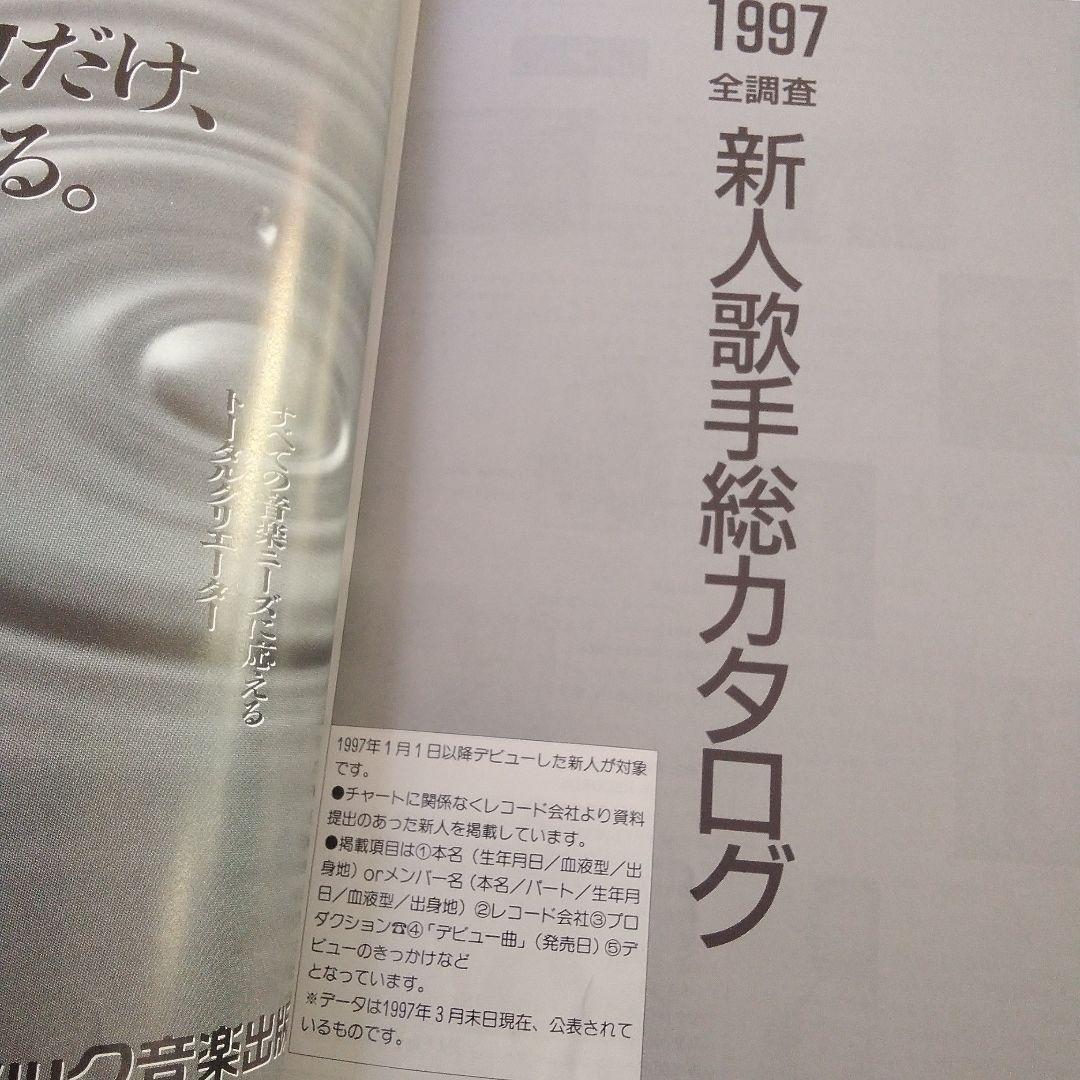 だけ、
る。
すべての音楽ニーズに応える
トータルクリエーター
ック音楽出版
1997
全調査
新人歌手総カタログ
1997年1月1日以降デビューした新人が対象
です。
●チャートに関係なくレコード会社より資料
提出のあった新人を掲載しています。
●掲載項目は①本名（生年月日／血液型／出
身地）orメンバー名（本名／パート／生年月
日／血液型／出身地）②レコード会社③プロ
ダクション☎④「デビュー曲」（発売日）⑤デ
ビューのきっかけなど
となっています。
※データは1997年3月末日現在、公表されて
いるものです。